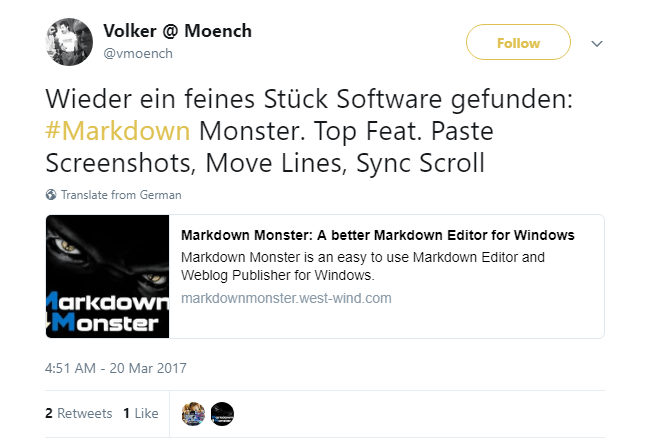 Volker @ Moench
@vmoench
Follow
Wieder ein feines Stück Software gefunden:
#Markdown Monster. Top Feat. Paste
Screenshots, Move Lines, Sync Scroll
Translate from German
arkdown
Monster
Markdown Monster: A better Markdown Editor for Windows
Markdown Monster is an easy to use Markdown Editor and
Weblog Publisher for Windows.
markdownmonster.west-wind.com
4:51 AM - 20 Mar 2017
2 Retweets 1 Like